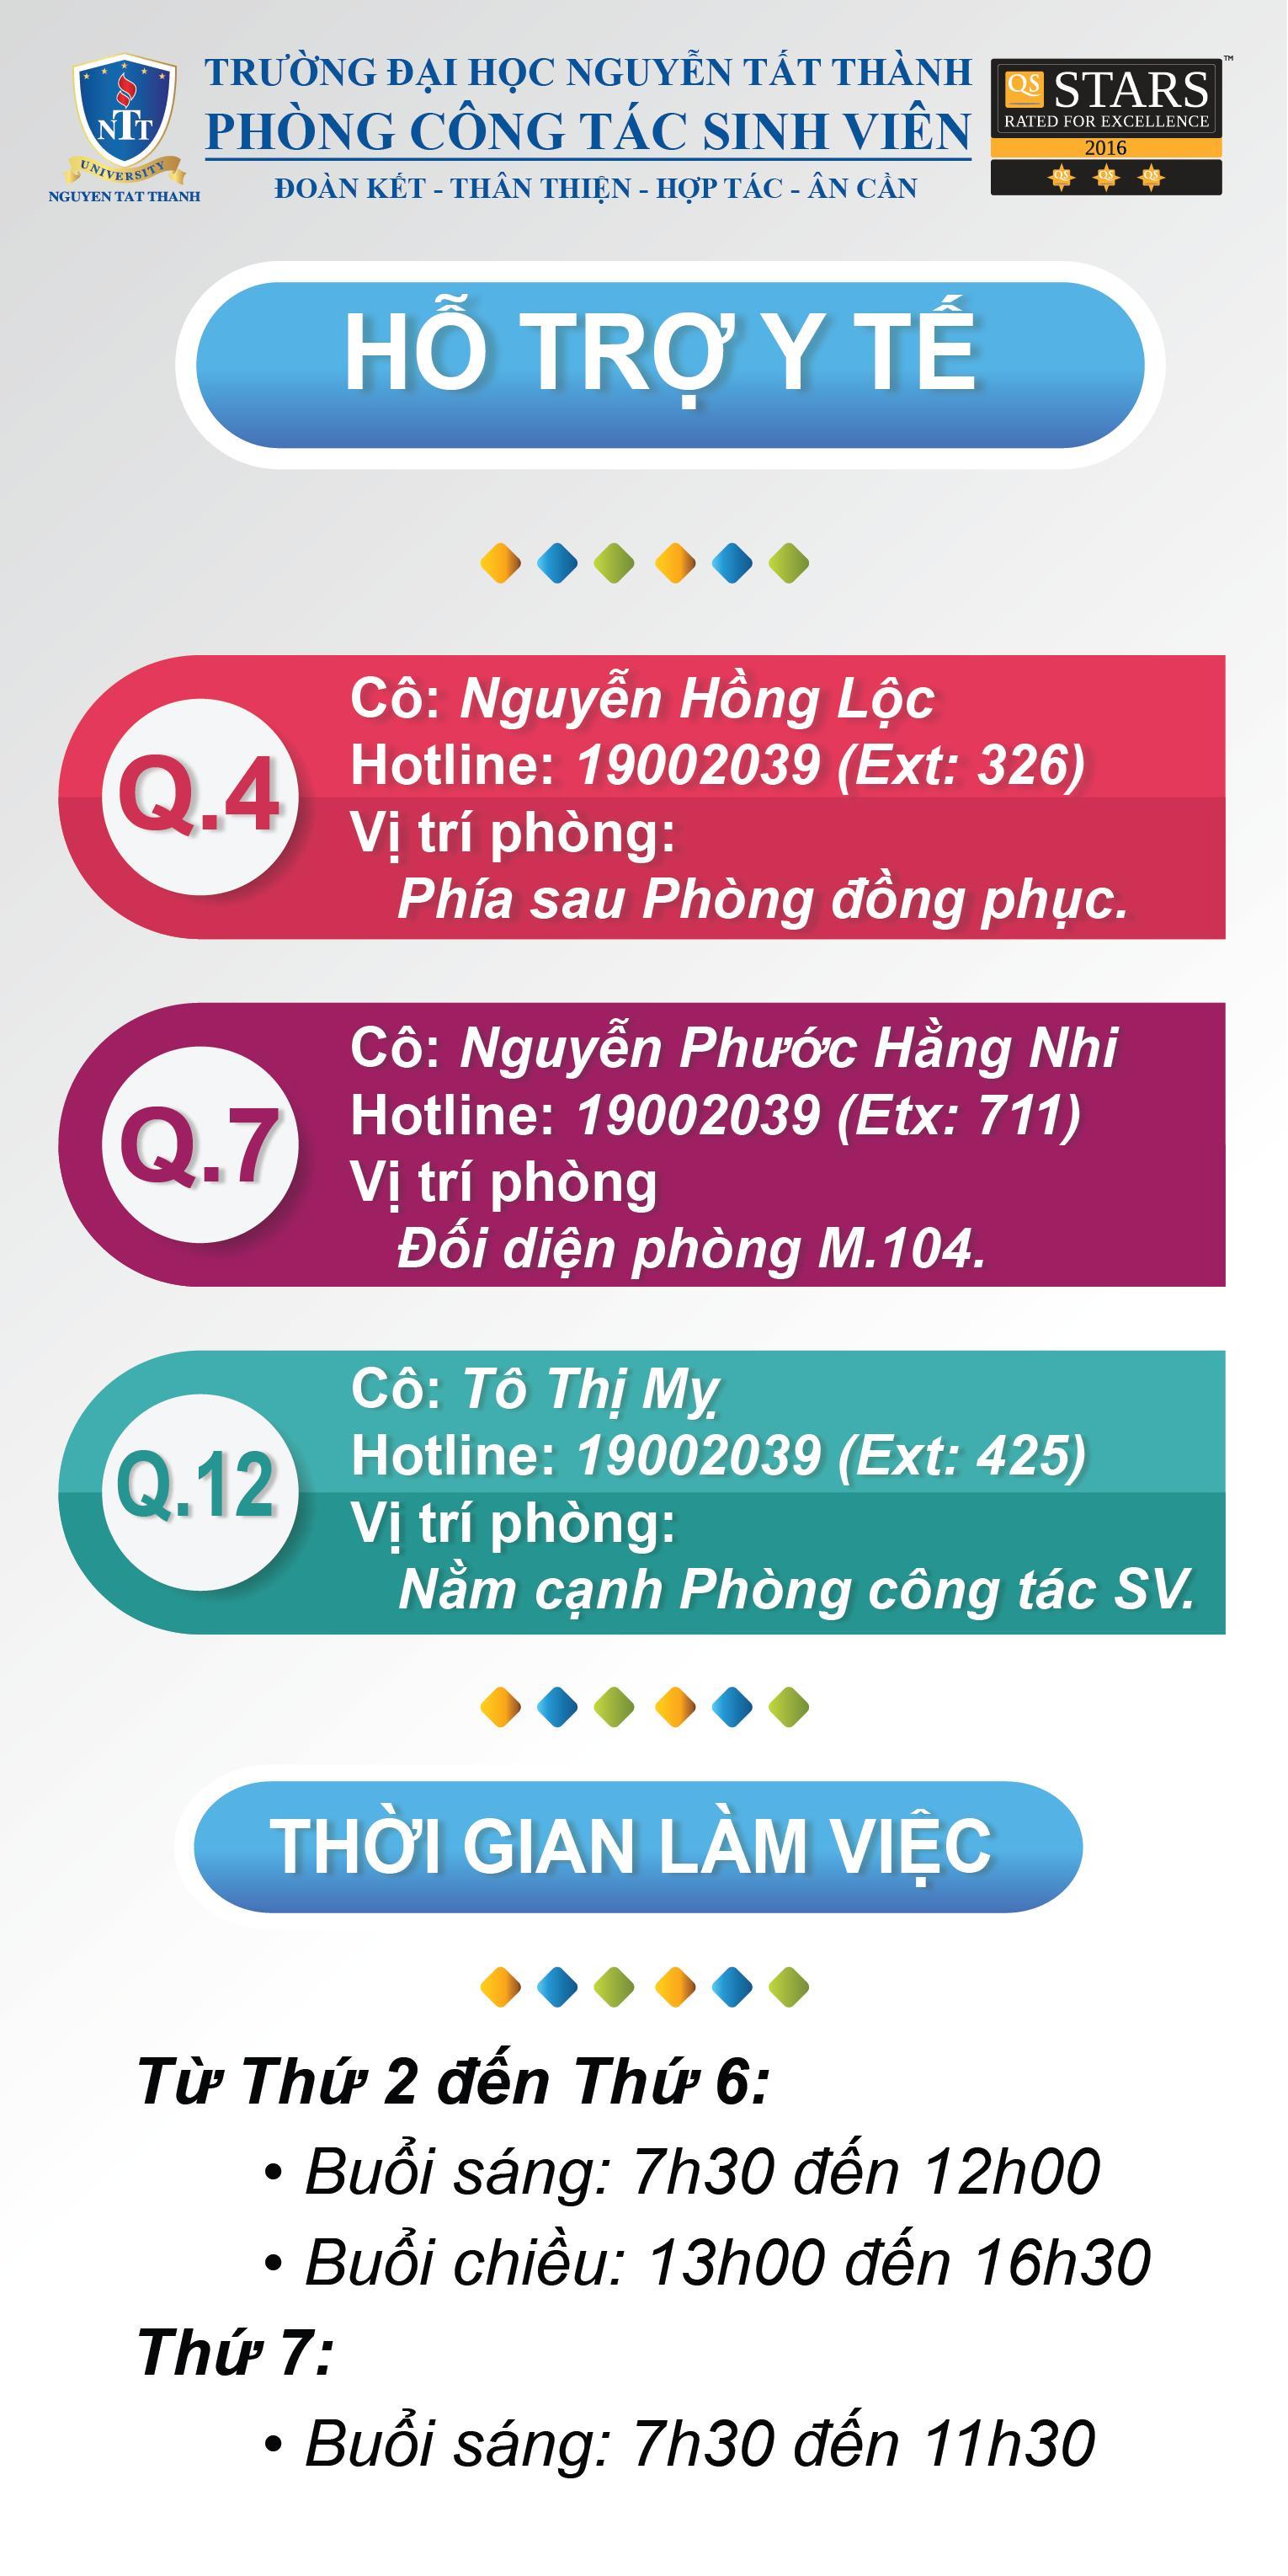 TRƯỜNG ĐẠI HỌC NGUYỄN TẤT THÀNH
PHÒNG CÔNG TÁC SINH VIÊN
ĐOÀN KẾT - THÂN THIỆN - HỢP TÁC - ÂN CẦN
NTT
UNIVERSITY
NGUYEN TAT THANH
QS STARS™
RATED FOR EXCELLENCE
2016
QS QS QS
HỖ TRỢ Y TẾ
Q.4
Cô: Nguyễn Hồng Lộc
Hotline: 19002039 (Ext: 326)
Vị trí phòng:
Phía sau Phòng đồng phục.
Q.7
Cô: Nguyễn Phước Hằng Nhi
Hotline: 19002039 (Etx: 711)
Vị trí phòng
Đối diện phòng M.104.
Q.12
Cô: Tô Thị Mỵ
Hotline: 19002039 (Ext: 425)
Vị trí phòng:
Nằm cạnh Phòng công tác SV.
THỜI GIAN LÀM VIỆC
Từ Thứ 2 đến Thứ 6:
• Buổi sáng: 7h30 đến 12h00
• Buổi chiều: 13h00 đến 16h30
Thứ 7:
• Buổi sáng: 7h30 đến 11h30